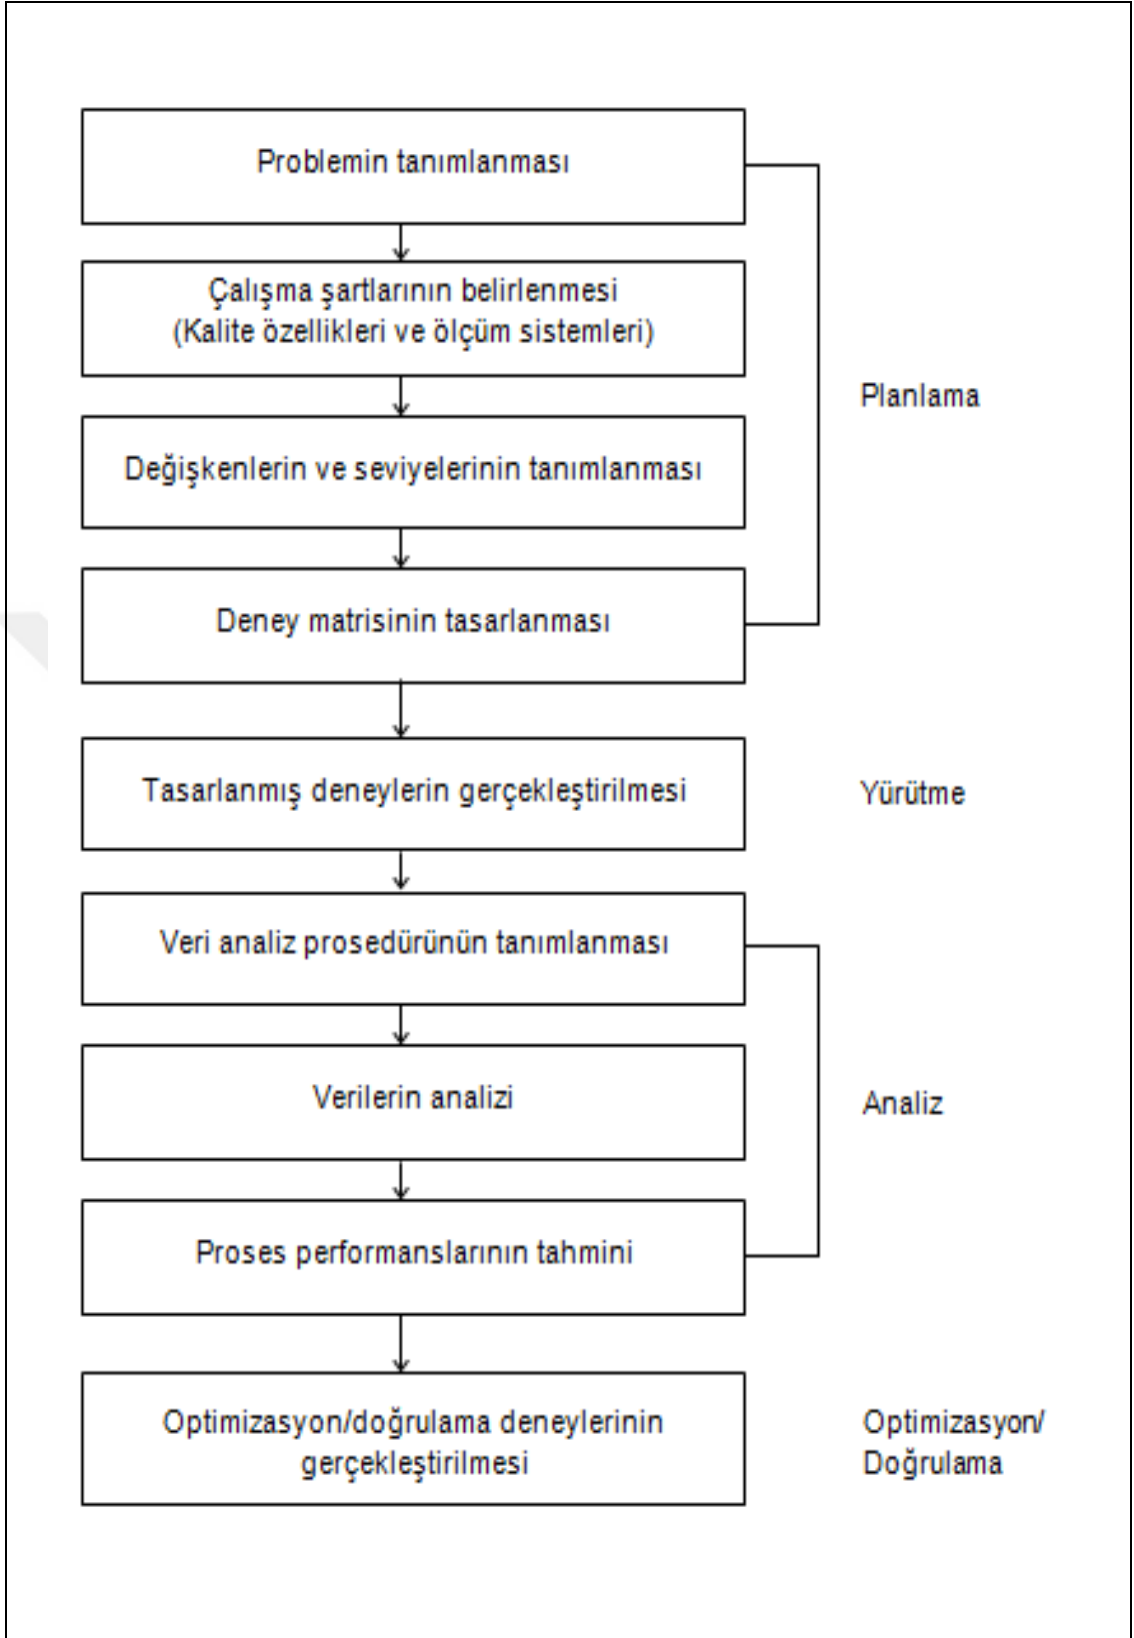 Problemin tanımlanması
Çalışma şartlarının belirlenmesi
(Kalite özellikleri ve ölçüm sistemleri)
Değişkenlerin ve seviyelerinin tanımlanması
Deney matrisinin tasarlanması
Planlama
Tasarlanmış deneylerin gerçekleştirilmesi
Yürütme
Veri analiz prosedürünün tanımlanması
Verilerin analizi
Proses performanslarının tahmini
Analiz
Optimizasyon/doğrulama deneylerinin
gerçekleştirilmesi
Optimizasyon/
Doğrulama